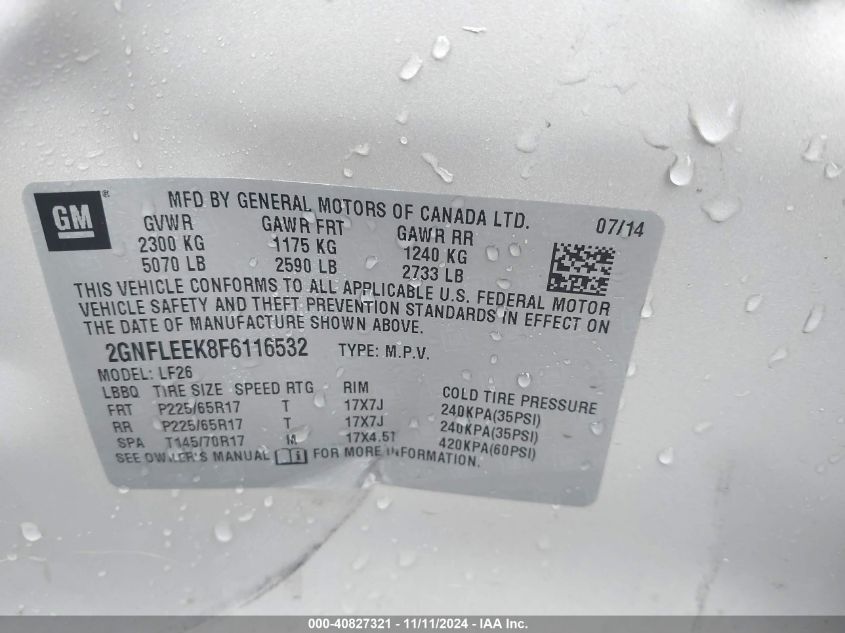 GM ®
MFD BY GENERAL MOTORS OF CANADA LTD. 07/14
GVWR GAWR FRT GAWR RR
2300 KG 1175 KG 1240 KG
5070 LB 2590 LB 2733 LB
THIS VEHICLE CONFORMS TO ALL APPLICABLE U.S. FEDERAL MOTOR
VEHICLE SAFETY AND THEFT PREVENTION STANDARDS IN EFFECT ON
THE DATE OF MANUFACTURE SHOWN ABOVE.
2GNFLEEK8F6116532 TYPE: M.P.V.
MODEL: LF26
LBBQ TIRE SIZE SPEED RTG RIM COLD TIRE PRESSURE
FRT P225/65R17 T 17X7J 240KPA(35PSI)
RR P225/65R17 T 17X7J 240KPA(35PSI)
SPA T145/70R17 M 17X4.5T 420KPA(60PSI)
SEE OWNER'S MANUAL FOR MORE INFORMATION.
000-40827321 - 11/11/2024 - IAA Inc.